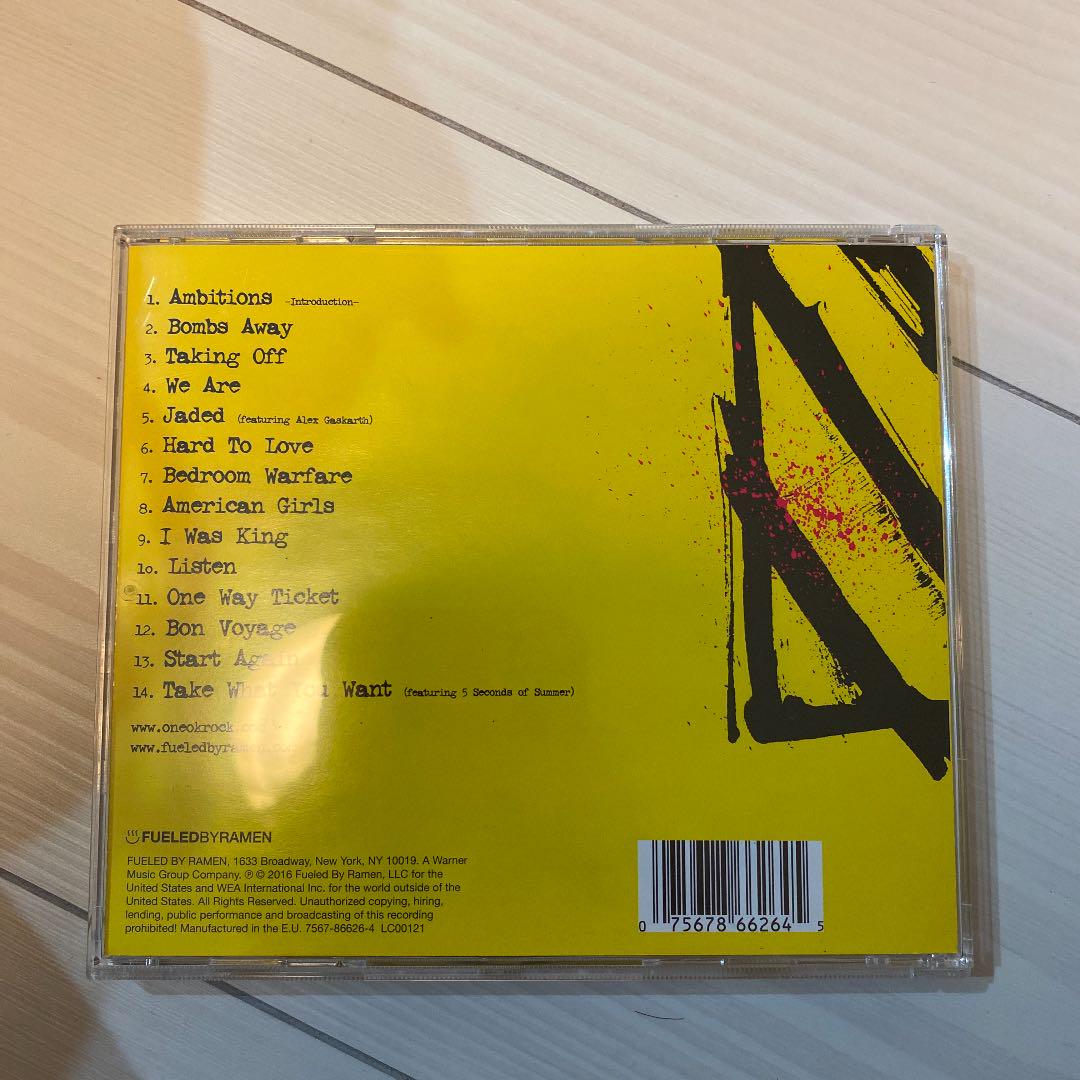 1. Ambitions -Introduction-
2. Bombs Away
3. Taking Off
4. We Are
5. Jaded (featuring Alex Gaskarth)
6. Hard To Love
7. Bedroom Warfare
8. American Girls
9. I Was King
10. Listen
11. One Way Ticket
12. Bon Voyage
13. Start Again
14. Take What You Want (featuring 5 Seconds of Summer)
www.oneokrock.com
www.fueledbyramen.com
FUELEDBYRAMEN
FUELED BY RAMEN, 1633 Broadway, New York, NY 10019. A Warner
Music Group Company. ℗ © 2016 Fueled By Ramen, LLC for the
United States and WEA International Inc. for the world outside of the
United States. All Rights Reserved. Unauthorized copying, hiring,
lending, public performance and broadcasting of this recording
prohibited! Manufactured in the E.U. 7567-86626-4 LC00121
0 75678 66264 5